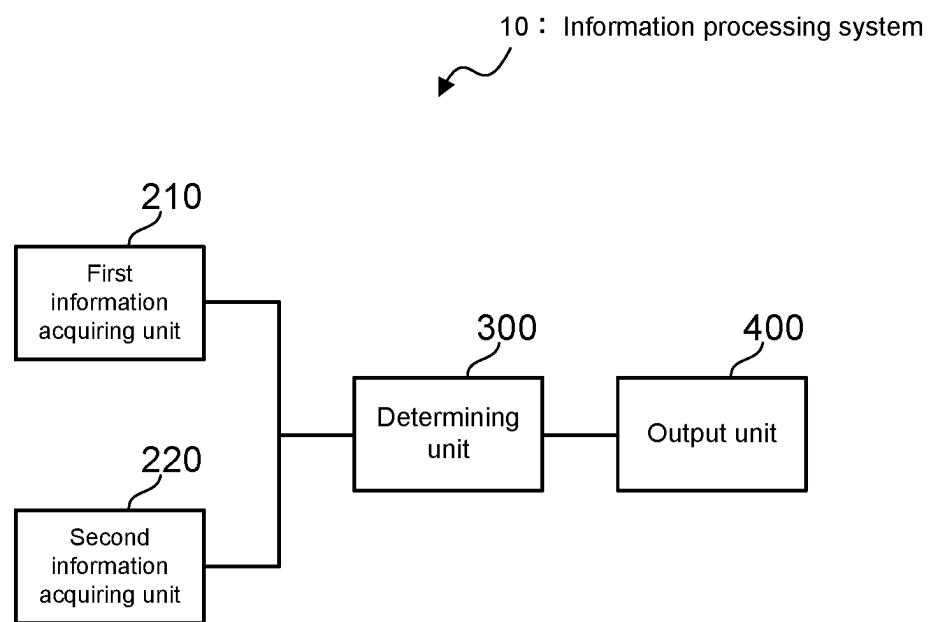 10： Information processing system
210
First
information
acquiring unit
220
Second
information
acquiring unit
300
Determining
unit
400
Output unit